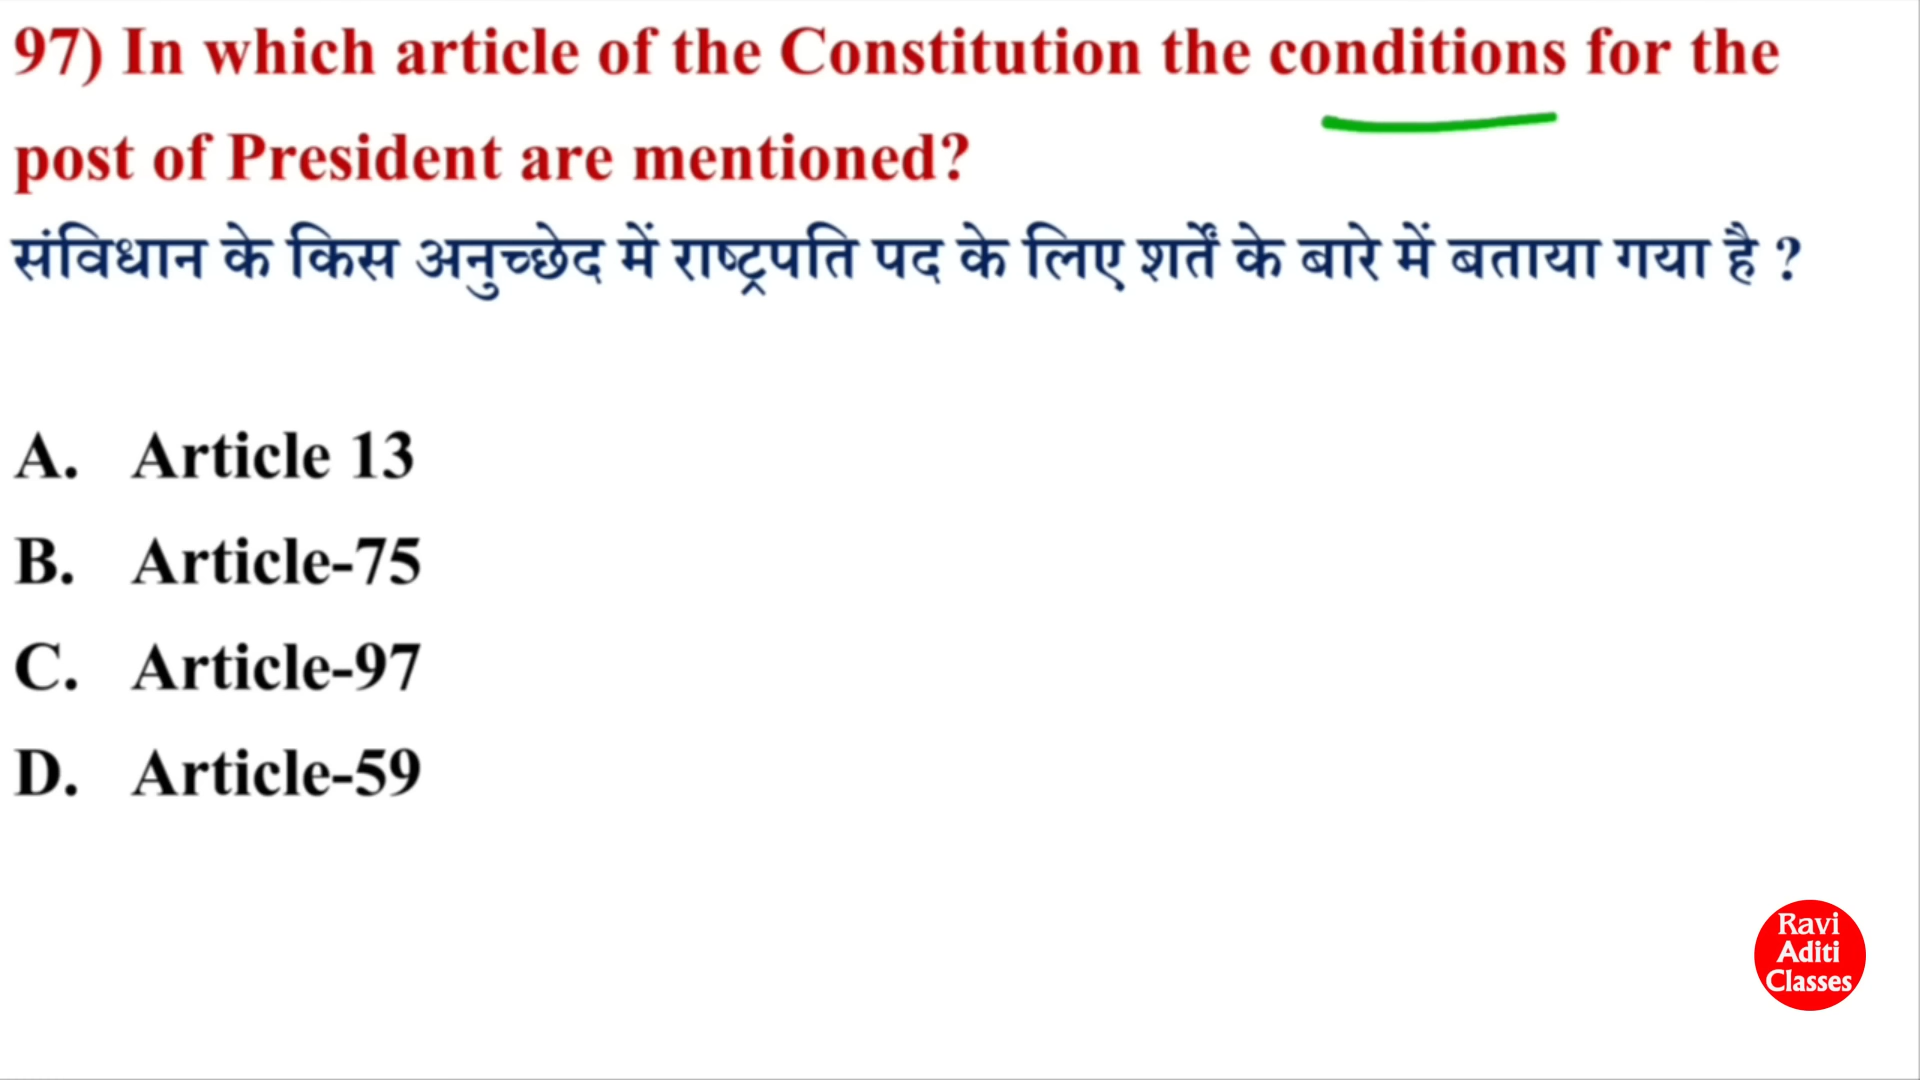 97) In which article of the Constitution the conditions for the
post of President are mentioned?
संविधान के किस अनुच्छेद में राष्ट्रपति पद के लिए शर्तें के बारे में बताया गया है ?
A. Article 13
B. Article-75
C. Article-97
D. Article-59
Ravi
Aditi
Classes